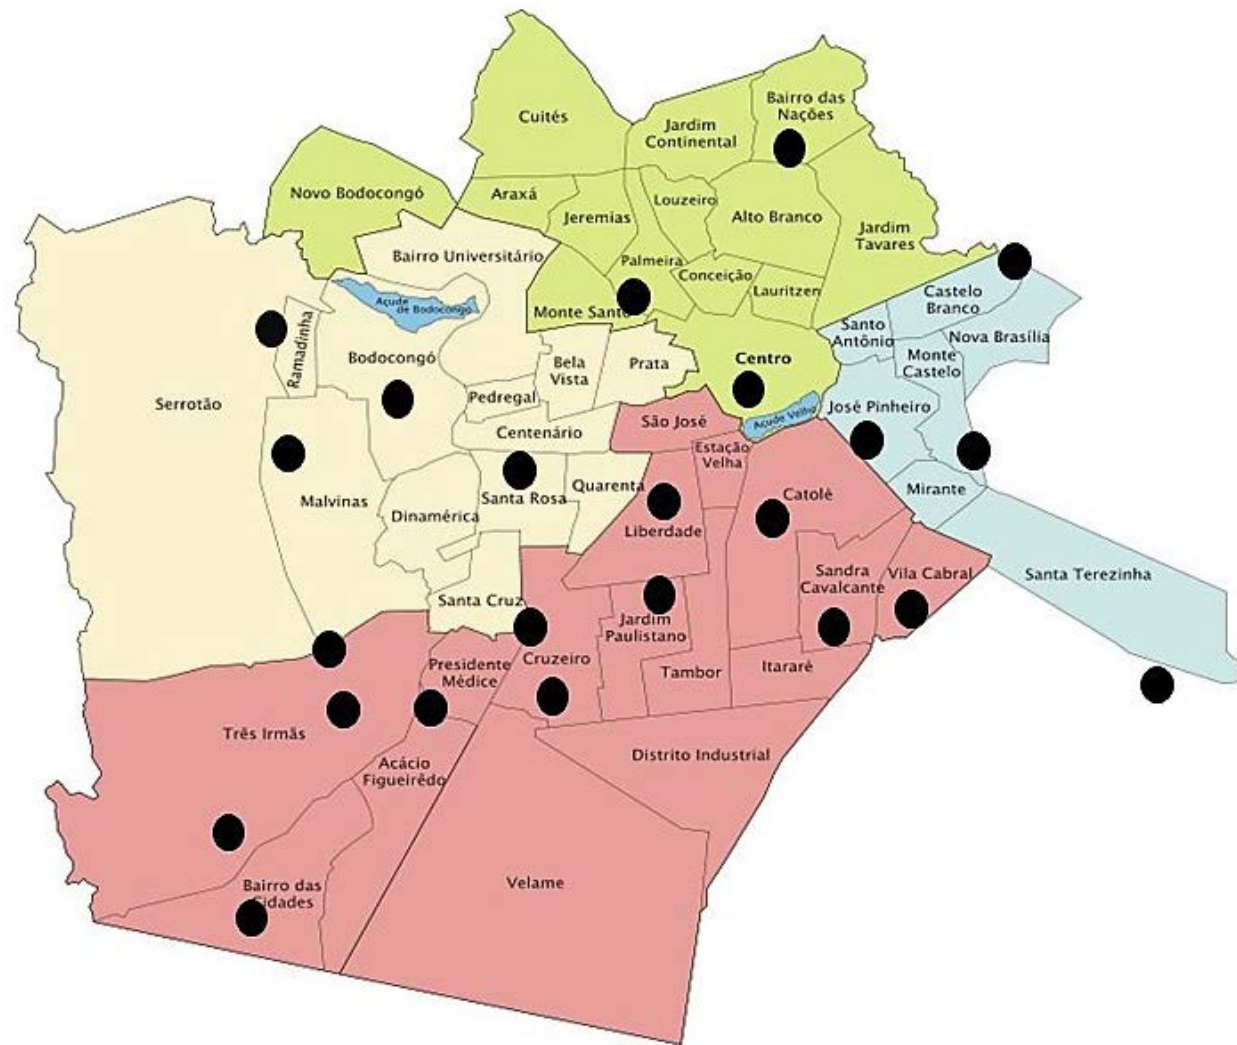 Cuités
Bairro das
Nações
Jardim
Continental
Novo Bodocongó
Araxá
Louzeiro
Jeremias
Alto Branco
Jardim
Tavares
Bairro Universitário
Palmeira
Conceição
Lauritzen
Monte Santo
Castelo
Branco
Açude
de Bodocongo
Santo
Antônio
Nova Brasília
Ramadinha
Bodocongó
Bela
Vista
Prata
Centro
Monte
Castelo
Serrotão
Pedregal
José Pinheiro
Açude Velho
São José
Centenário
Estação
Velha
Malvinas
Santa Rosa
Quarenta
Catolé
Mirante
Dinamérica
Liberdade
Sandra
Cavalcante
Vila Cabral
Santa Terezinha
Santa Cruz
Jardim
Paulistano
Presidente
Médice
Cruzeiro
Tambor
Itararé
Três Irmãs
Acácio
Figueirêdo
Distrito Industrial
Bairro das
Cidades
Velame